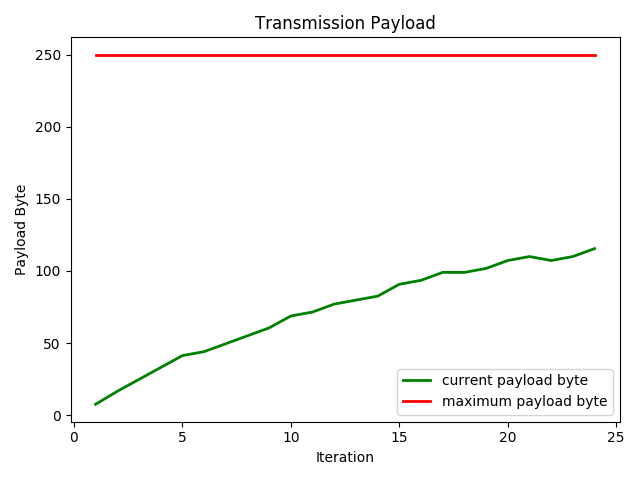 Transmission Payload
250
200
150
100
50
0
Payload Byte
0 5 10 15 20 25
Iteration
current payload byte
maximum payload byte